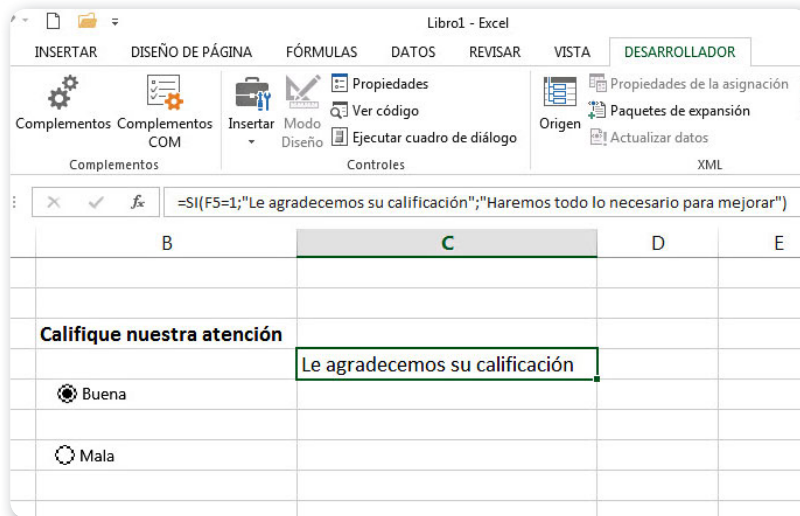 Libro1 - Excel
INSERTAR DISEÑO DE PÁGINA FÓRMULAS DATOS REVISAR VISTA DESARROLLADOR
Complementos
Complementos COM
Complementos
Insertar
Modo Diseño
Propiedades
Ver código
Ejecutar cuadro de diálogo
Controles
Origen
Propiedades de la asignación
Paquetes de expansión
Actualizar datos
XML
fx =SI(F5=1;"Le agradecemos su calificación";"Haremos todo lo necesario para mejorar")
B C D E
Califique nuestra atención
Le agradecemos su calificación
Buena
Mala